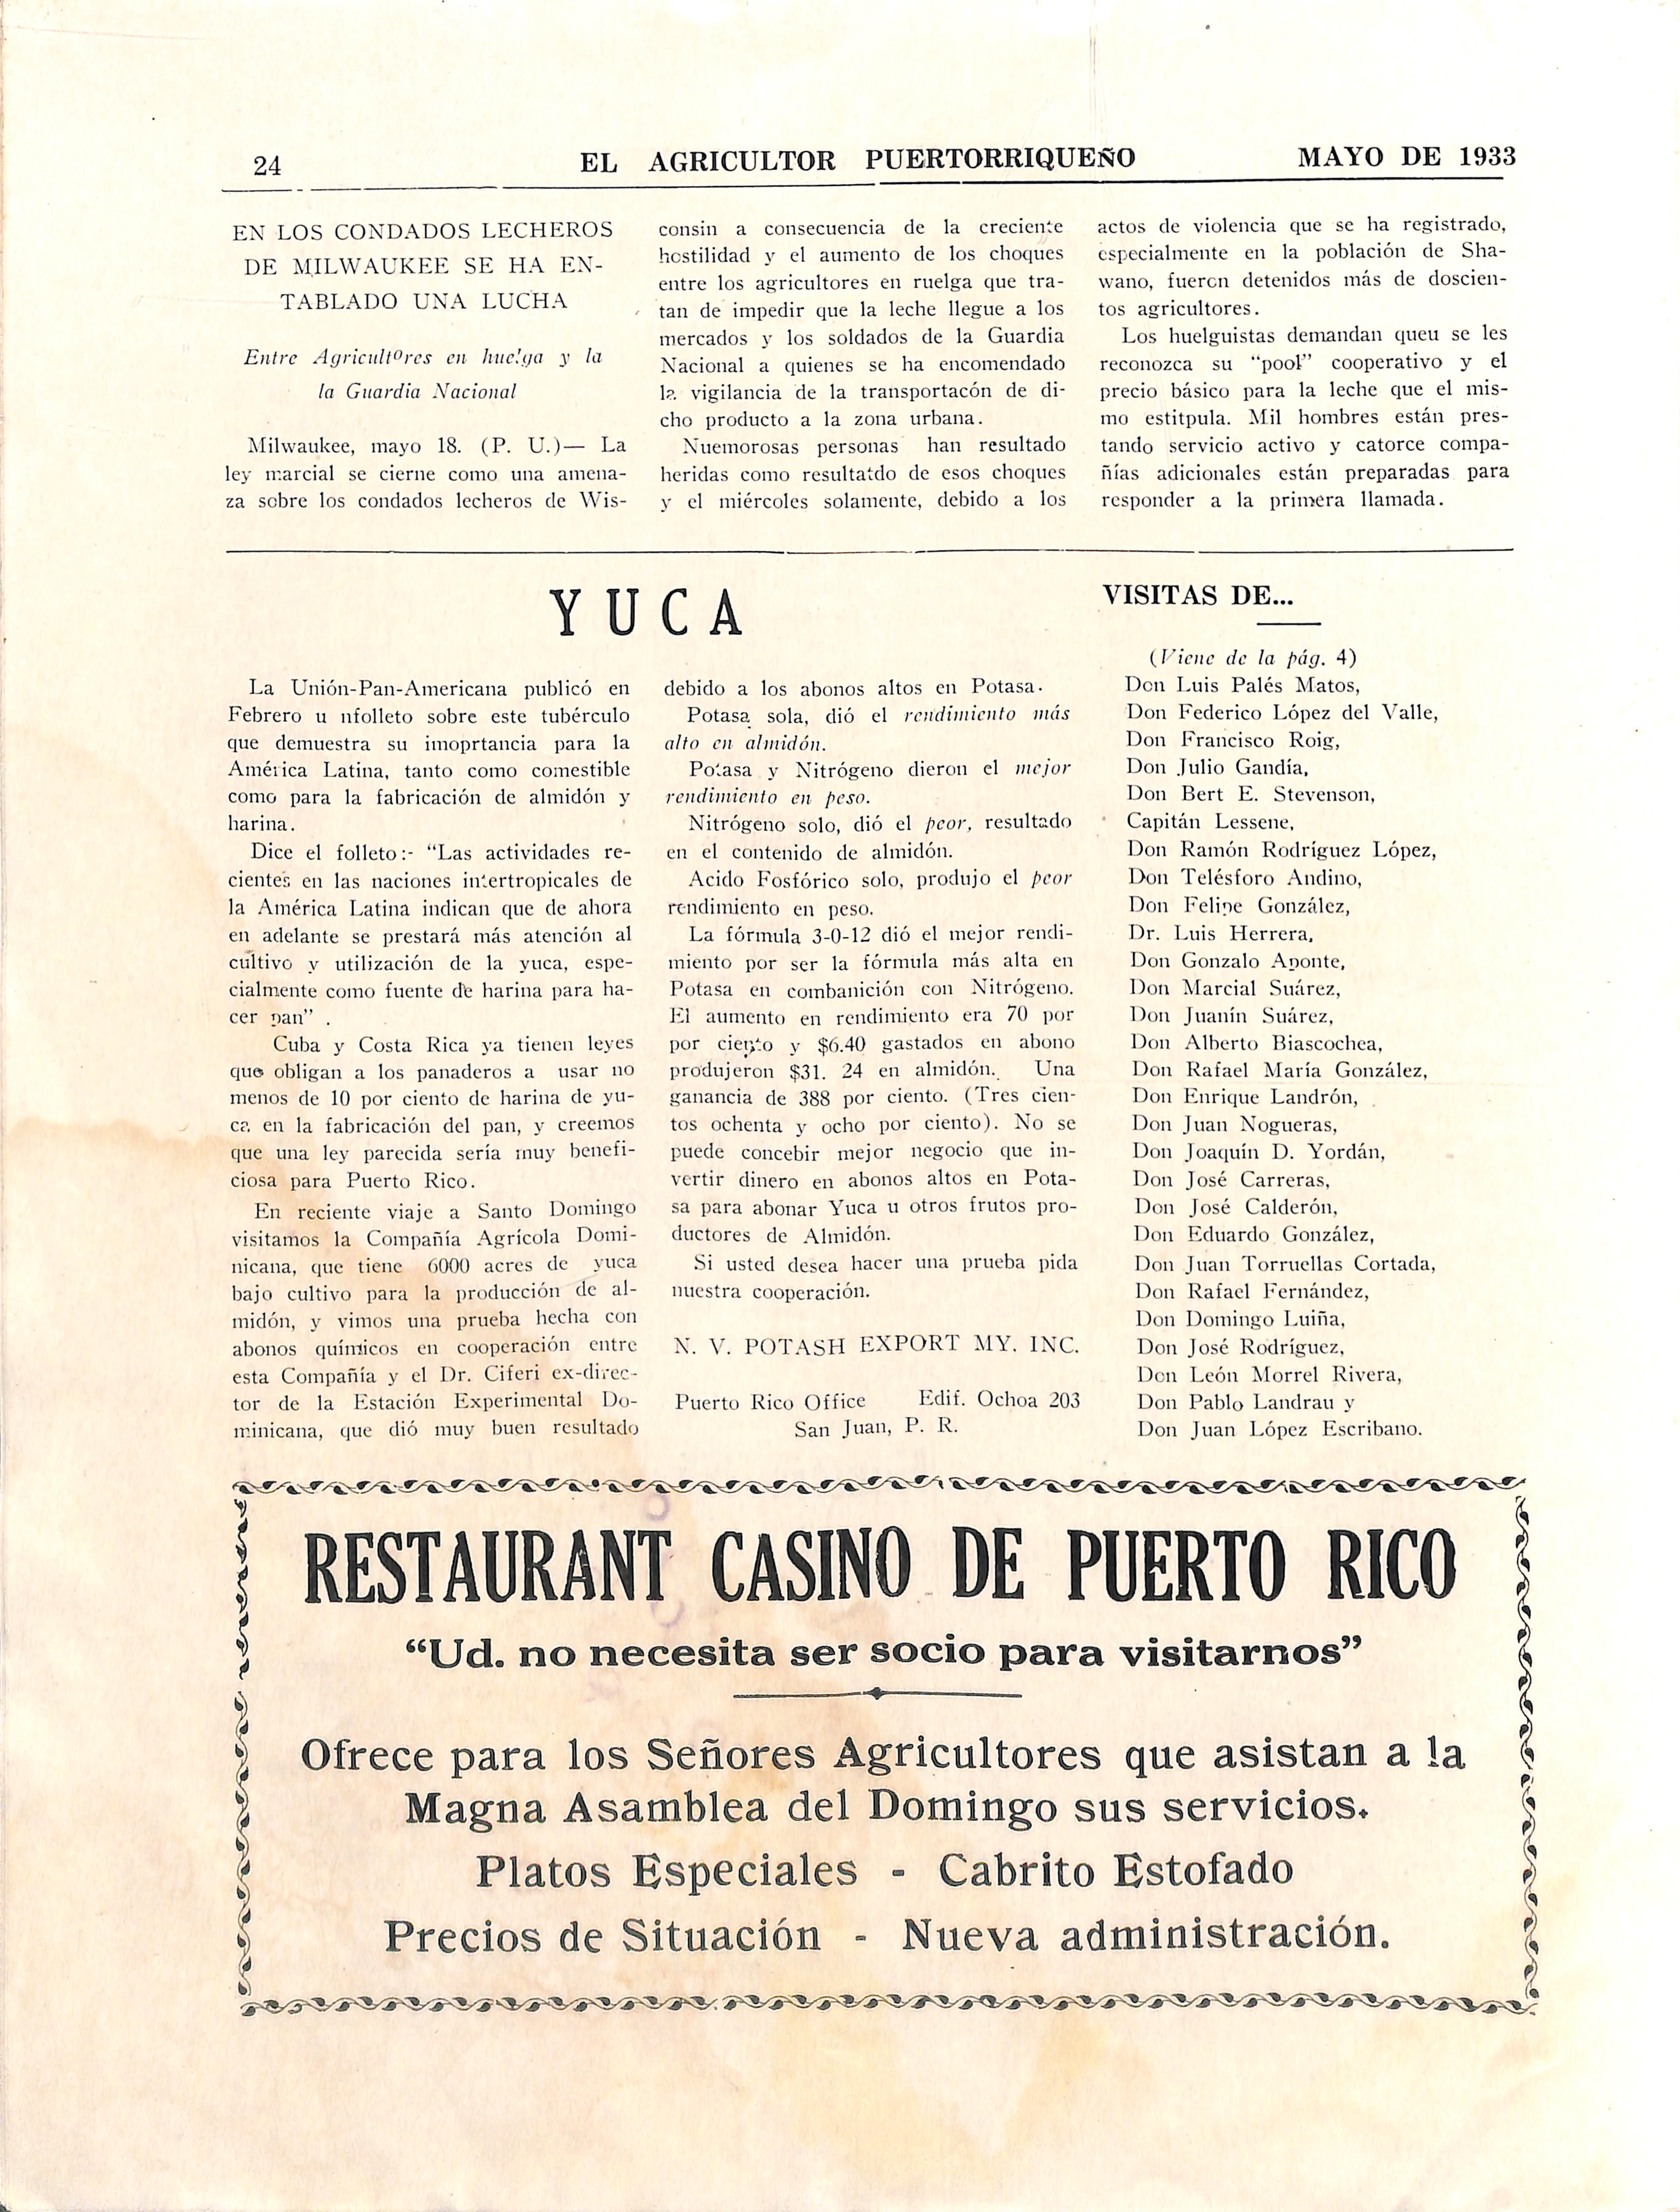 24
EL AGRICULTOR PUERTORRIQUEÑO
MAYO DE 1933
EN LOS CONDADOS LECHEROS
DE MILWAUKEE SE HA EN-
TABLADO UNA LUCHA
Entre Agricultores en huelga y la
la Guardia Nacional
Milwaukee, mayo 18. (P. U.)— La
ley marcial se cierne como una amena-
za sobre los condados lecheros de Wis-
consin a consecuencia de la creciente
hostilidad y el aumento de los choques
entre los agricultores en ruelga que tra-
tan de impedir que la leche llegue a los
mercados y los soldados de la Guardia
Nacional a quienes se ha encomendado
la vigilancia de la transportacón de di-
cho producto a la zona urbana.
Nuemorosas personas han resultado
heridas como resultatdo de esos choques
y el miércoles solamente, debido a los
actos de violencia que se ha registrado,
especialmente en la población de Sha-
wano, fueron detenidos más de doscien-
tos agricultores.
Los huelguistas demandan queu se les
reconozca su “pool” cooperativo y el
precio básico para la leche que el mis-
mo estitpula. Mil hombres están pres-
tando servicio activo y catorce compa-
ñías adicionales están preparadas para
responder a la primera llamada.
YUCA
La Unión-Pan-Americana publicó en
Febrero u nfolleto sobre este tubérculo
que demuestra su imoprtancia para la
América Latina, tanto como comestible
como para la fabricación de almidón y
harina.
Dice el folleto:- “Las actividades re-
cientes en las naciones intertropicales de
la América Latina indican que de ahora
en adelante se prestará más atención al
cultivo y utilización de la yuca, espe-
cialmente como fuente de harina para ha-
cer pan” .
Cuba y Costa Rica ya tienen leyes
que obligan a los panaderos a usar no
menos de 10 por ciento de harina de yu-
ca en la fabricación del pan, y creemos
que una ley parecida sería muy benefi-
ciosa para Puerto Rico.
En reciente viaje a Santo Domingo
visitamos la Compañía Agrícola Domi-
nicana, que tiene 6000 acres de yuca
bajo cultivo para la producción de al-
midón, y vimos una prueba hecha con
abonos químicos en cooperación entre
esta Compañía y el Dr. Ciferi ex-direc-
tor de la Estación Experimental Do-
minicana, que dió muy buen resultado
debido a los abonos altos en Potasa.
Potasa sola, dió el rendimiento más
alto en almidón.
Potasa y Nitrógeno dieron el mejor
rendimiento en peso.
Nitrógeno solo, dió el peor, resultado
en el contenido de almidón.
Acido Fosfórico solo, produjo el peor
rendimiento en peso.
La fórmula 3-0-12 dió el mejor rendi-
miento por ser la fórmula más alta en
Potasa en combanición con Nitrógeno.
El aumento en rendimiento era 70 por
por ciento y $6.40 gastados en abono
produjeron $31. 24 en almidón. Una
ganancia de 388 por ciento. (Tres cien-
tos ochenta y ocho por ciento). No se
puede concebir mejor negocio que in-
vertir dinero en abonos altos en Pota-
sa para abonar Yuca u otros frutos pro-
ductores de Almidón.
Si usted desea hacer una prueba pida
nuestra cooperación.
N. V. POTASH EXPORT MY. INC.
Puerto Rico Office Edif. Ochoa 203
San Juan, P. R.
VISITAS DE...
(Viene de la pág. 4)
Don Luis Palés Matos,
Don Federico López del Valle,
Don Francisco Roig,
Don Julio Gandía,
Don Bert E. Stevenson,
Capitán Lessene,
Don Ramón Rodríguez López,
Don Telésforo Andino,
Don Felipe González,
Dr. Luis Herrera,
Don Gonzalo Aponte,
Don Marcial Suárez,
Don Juanín Suárez,
Don Alberto Biascochea,
Don Rafael María González,
Don Enrique Landrón,
Don Juan Nogueras,
Don Joaquín D. Yordán,
Don José Carreras,
Don José Calderón,
Don Eduardo González,
Don Juan Torruellas Cortada,
Don Rafael Fernández,
Don Domingo Luiña,
Don José Rodríguez,
Don León Morrel Rivera,
Don Pablo Landrau y
Don Juan López Escribano.
RESTAURANT CASINO DE PUERTO RICO
“Ud. no necesita ser socio para visitarnos”
Ofrece para los Señores Agricultores que asistan a la
Magna Asamblea del Domingo sus servicios.
Platos Especiales - Cabrito Estofado
Precios de Situación - Nueva administración.